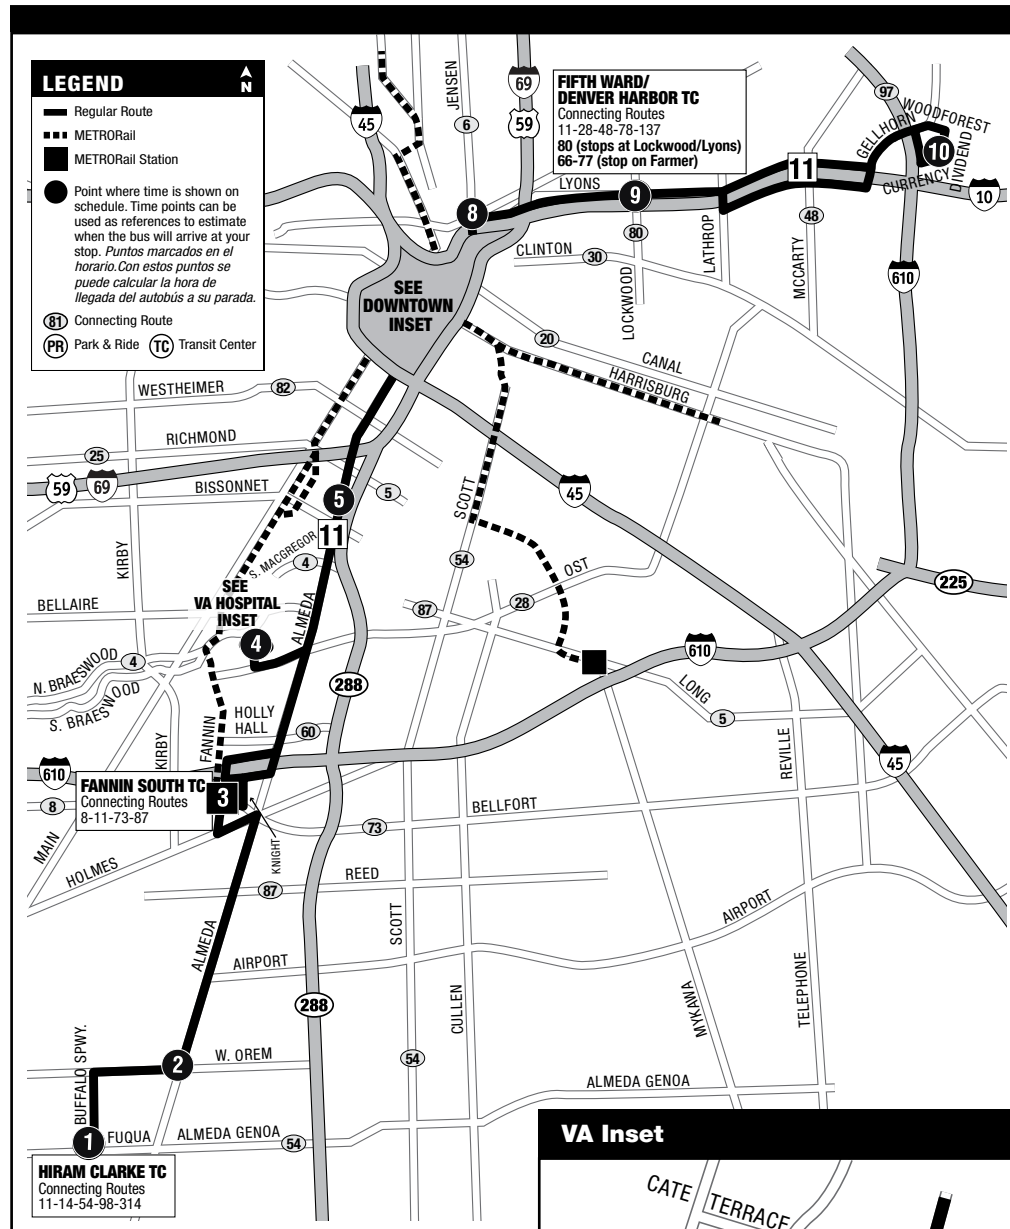 LEGEND
N
Regular Route
METRORail
METRORail Station
Point where time is shown on
schedule. Time points can be
used as references to estimate
when the bus will arrive at your
stop. Puntos marcados en el
horario.Con estos puntos se
puede calcular la hora de
llegada del autobús a su parada.
81 Connecting Route
PR Park & Ride TC Transit Center
45
JENSEN
6
69
59
FIFTH WARD/
DENVER HARBOR TC
Connecting Routes
11-28-48-78-137
80 (stops at Lockwood/Lyons)
66-77 (stop on Farmer)
97
WOODFOREST
GELLHORN
10
DIVIDEND
CURRENCY
10
11
LYONS
9
8
80
48
LATHROP
MCCARTY
CLINTON
30
LOCKWOOD
610
SEE
DOWNTOWN
INSET
20
CANAL
HARRISBURG
WESTHEIMER
82
RICHMOND
25
59
69
BISSONNET
5
5
11
SCOTT
45
KIRBY
S. MACGREGOR
4
54
OST
225
SEE
VA HOSPITAL
INSET
BELLAIRE
4
ALMEDA
87
28
N. BRAESWOOD
4
S. BRAESWOOD
288
610
LONG
5
HOLLY
HALL
60
FANNIN
KIRBY
REVILLE
45
610
8
FANNIN SOUTH TC
Connecting Routes
8-11-73-87
3
KNIGHT
73
BELLFORT
MAIN
HOLMES
87
REED
SCOTT
AIRPORT
ALMEDA
AIRPORT
288
CULLEN
MYKAWA
TELEPHONE
BUFFALO SPWY.
2
W. OREM
54
ALMEDA GENOA
1
FUQUA
ALMEDA GENOA
54
HIRAM CLARKE TC
Connecting Routes
11-14-54-98-314
VA Inset
CATE
TERRACE